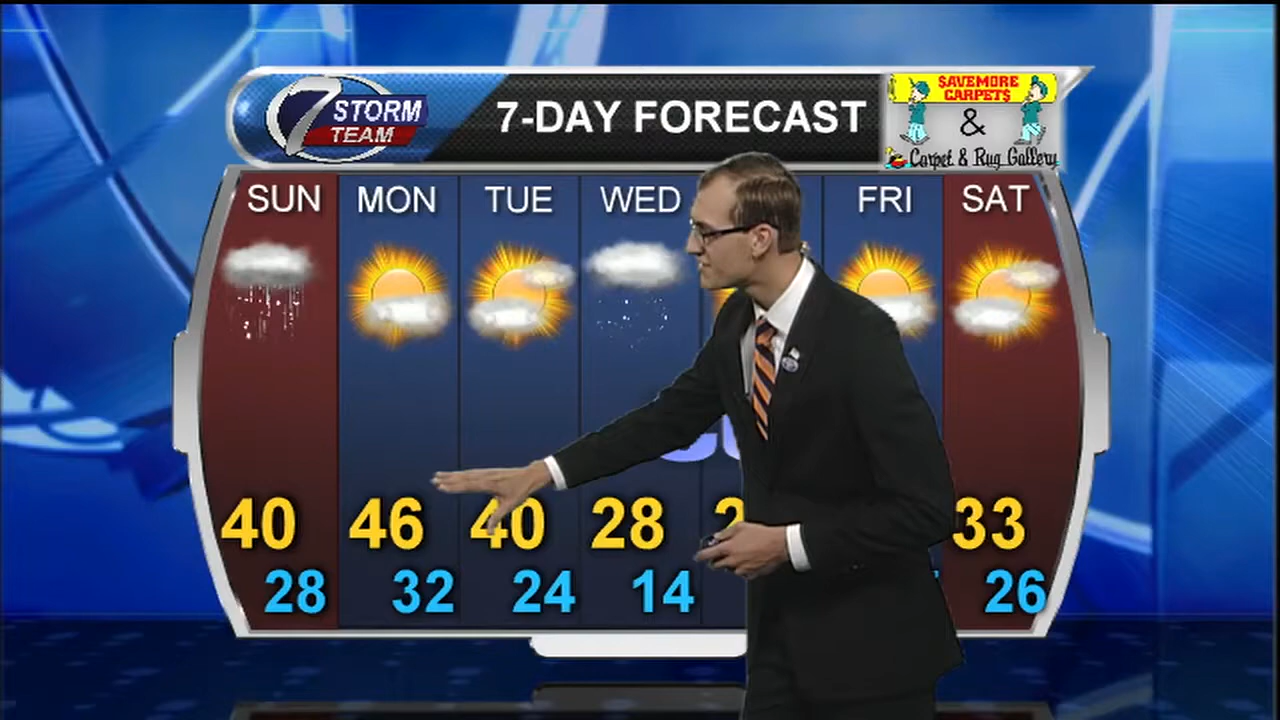 7 STORM
TEAM
7-DAY FORECAST
SAVEMORE
CARPETS
&
Carpet & Rug Gallery
SUN MON TUE WED FRI SAT
40 46 40 28 33
28 32 24 14 26